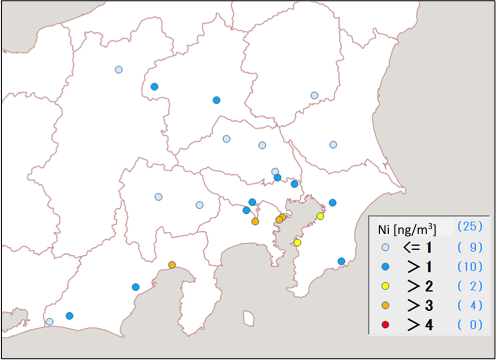 Ni [ng/m³] (25)
<= 1 ( 9)
> 1 (10)
> 2 ( 2)
> 3 ( 4)
> 4 ( 0)